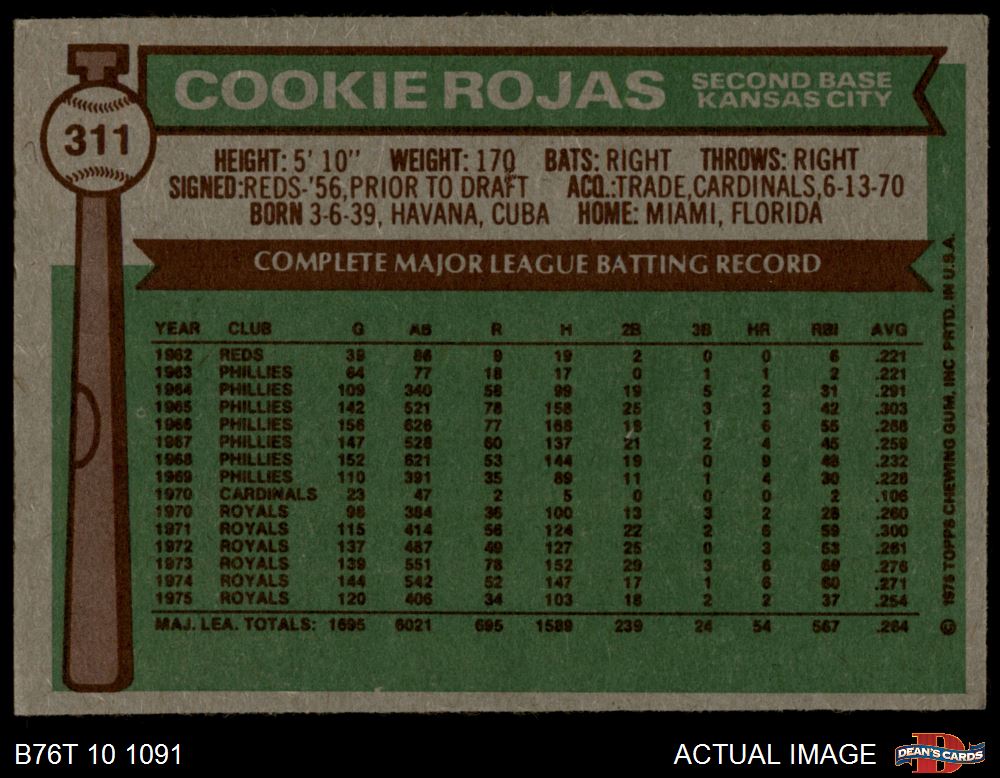 311
COOKIE ROJAS SECOND BASE
KANSAS CITY
HEIGHT: 5' 10" WEIGHT: 170 BATS: RIGHT THROWS: RIGHT
SIGNED:REDS-'56,PRIOR TO DRAFT ACQ.:TRADE,CARDINALS,6-13-70
BORN 3-6-39, HAVANA, CUBA HOME: MIAMI, FLORIDA
COMPLETE MAJOR LEAGUE BATTING RECORD
YEAR CLUB G AB R H 2B 3B HR RBI AVG
1962 REDS 39 86 9 19 2 0 0 6 .221
1963 PHILLIES 64 77 18 17 0 1 1 2 .221
1964 PHILLIES 109 340 58 99 19 5 2 31 .291
1965 PHILLIES 142 521 78 158 25 3 3 42 .303
1966 PHILLIES 156 626 77 168 18 1 6 55 .268
1967 PHILLIES 147 528 60 137 21 2 4 45 .259
1968 PHILLIES 152 621 53 144 19 0 9 48 .232
1969 PHILLIES 110 391 35 89 11 1 4 30 .228
1970 CARDINALS 23 47 2 5 0 0 0 2 .106
1970 ROYALS 98 384 36 100 13 3 2 28 .260
1971 ROYALS 115 414 56 124 22 2 6 59 .300
1972 ROYALS 137 487 49 127 25 0 3 53 .261
1973 ROYALS 139 551 78 152 29 3 6 69 .276
1974 ROYALS 144 542 52 147 17 1 6 60 .271
1975 ROYALS 120 406 34 103 18 2 2 37 .254
MAJ. LEA. TOTALS: 1695 6021 695 1589 239 24 54 567 .264
© 1976 TOPPS CHEWING GUM, INC PRTD. IN U.S.A.
B76T 10 1091 ACTUAL IMAGE DEAN'S CARDS